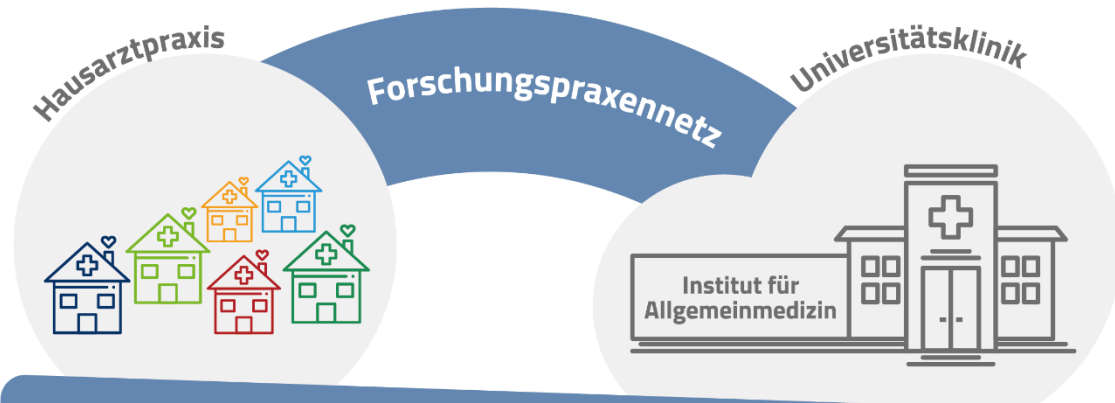 Hausarztpraxis
Forschungspraxennetz
Universitätsklinik
Institut für
Allgemeinmedizin